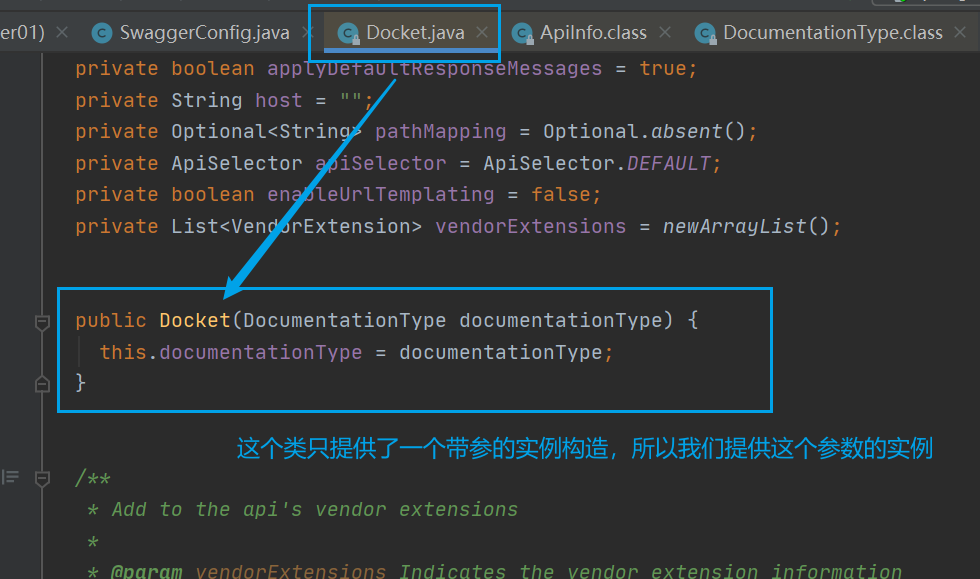 er01) SwaggerConfig.java Docket.java ApiInfo.class DocumentationType.class
private boolean applyDefaultResponseMessages = true;
private String host = "";
private Optional<String> pathMapping = Optional.absent();
private ApiSelector apiSelector = ApiSelector.DEFAULT;
private boolean enableUrlTemplating = false;
private List<VendorExtension> vendorExtensions = newArrayList();
public Docket(DocumentationType documentationType) {
this.documentationType = documentationType;
}
这个类只提供了一个带参的实例构造，所以我们提供这个参数的实例
/**
* Add to the api's vendor extensions
*
* @param vendorExtensions Indicates the vendor extension information